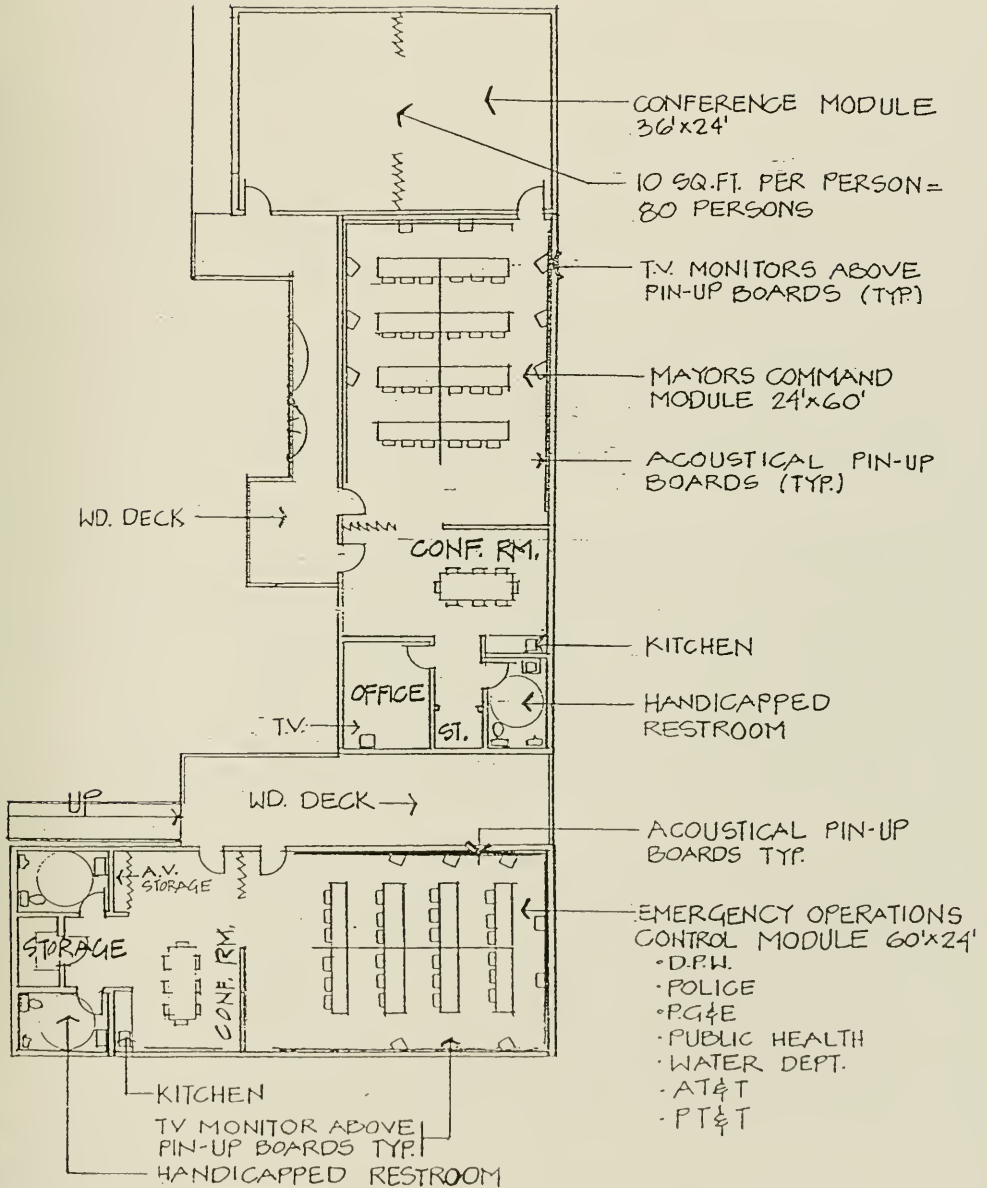 CONFERENCE MODULE
36'x24'
10 SQ.FT. PER PERSON =
80 PERSONS
T.V. MONITORS ABOVE
PIN-UP BOARDS (TYP.)
MAYORS COMMAND
MODULE 24'x60'
ACOUSTICAL PIN-UP
BOARDS (TYP.)
WD. DECK
CONF. RM.
KITCHEN
OFFICE
HANDICAPPED
RESTROOM
T.V.
ST.
UP
WD. DECK
ACOUSTICAL PIN-UP
BOARDS TYP.
A.V.
STORAGE
STORAGE
CONF. RM.
EMERGENCY OPERATIONS
CONTROL MODULE 60'x24'
· D.P.W.
· POLICE
· P.G&E
· PUBLIC HEALTH
· WATER DEPT.
· AT&T
· PT&T
KITCHEN
TV MONITOR ABOVE
PIN-UP BOARDS TYP.
HANDICAPPED RESTROOM